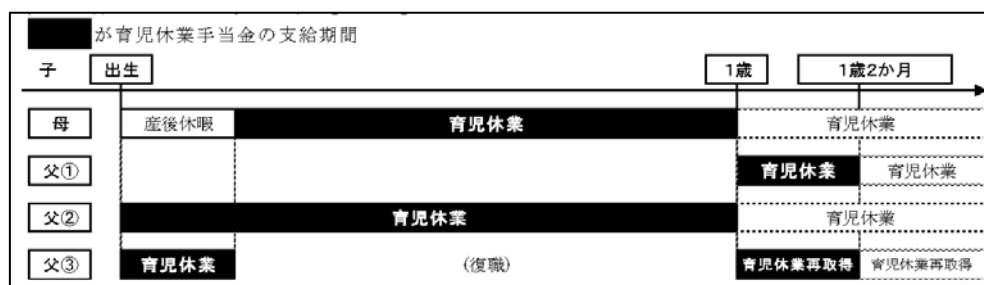 が育児休業手当金の支給期間
子 出生 1歳 1歳2か月
母 産後休暇 育児休業 育児休業
父① 育児休業 育児休業
父② 育児休業 育児休業
父③ 育児休業 (復職) 育児休業再取得 育児休業再取得